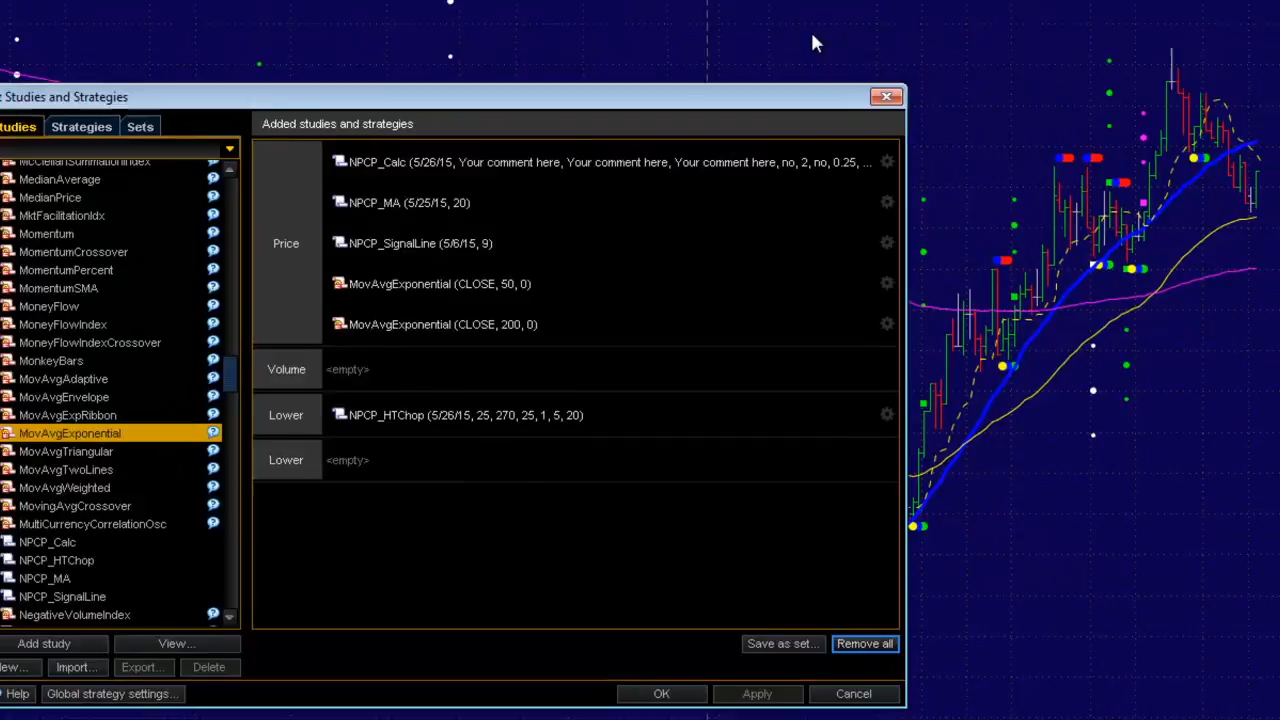 Studies and Strategies
tudies
Strategies
Sets
McClellanSummationIndex
MedianAverage
MedianPrice
MktFacilitationIdx
Momentum
MomentumCrossover
MomentumPercent
MomentumSMA
MoneyFlow
MoneyFlowIndex
MoneyFlowIndexCrossover
MonkeyBars
MovAvgAdaptive
MovAvgEnvelope
MovAvgExpRibbon
MovAvgExponential
MovAvgTriangular
MovAvgTwoLines
MovAvgWeighted
MovingAvgCrossover
MultiCurrencyCorrelationOsc
NPCP_Calc
NPCP_HTChop
NPCP_MA
NPCP_SignalLine
NegativeVolumeIndex
Add study
View...
ew...
Import...
Export...
Delete
Help
Global strategy settings...
Added studies and strategies
Price
NPCP_Calc (5/26/15, Your comment here, Your comment here, Your comment here, no, 2, no, 0.25, ...
NPCP_MA (5/25/15, 20)
NPCP_SignalLine (5/6/15, 9)
MovAvgExponential (CLOSE, 50, 0)
MovAvgExponential (CLOSE, 200, 0)
Volume
<empty>
Lower
NPCP_HTChop (5/26/15, 25, 270, 25, 1, 5, 20)
Lower
<empty>
Save as set...
Remove all
OK
Apply
Cancel